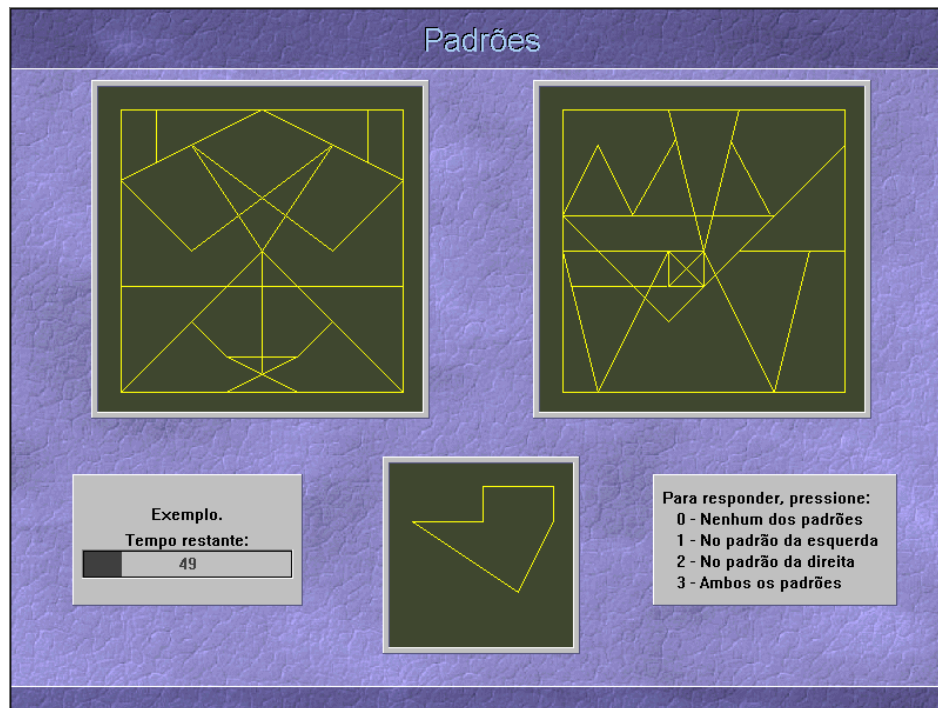 Padrões
Exemplo.
Tempo restante:
49
Para responder, pressione:
0 - Nenhum dos padrões
1 - No padrão da esquerda
2 - No padrão da direita
3 - Ambos os padrões